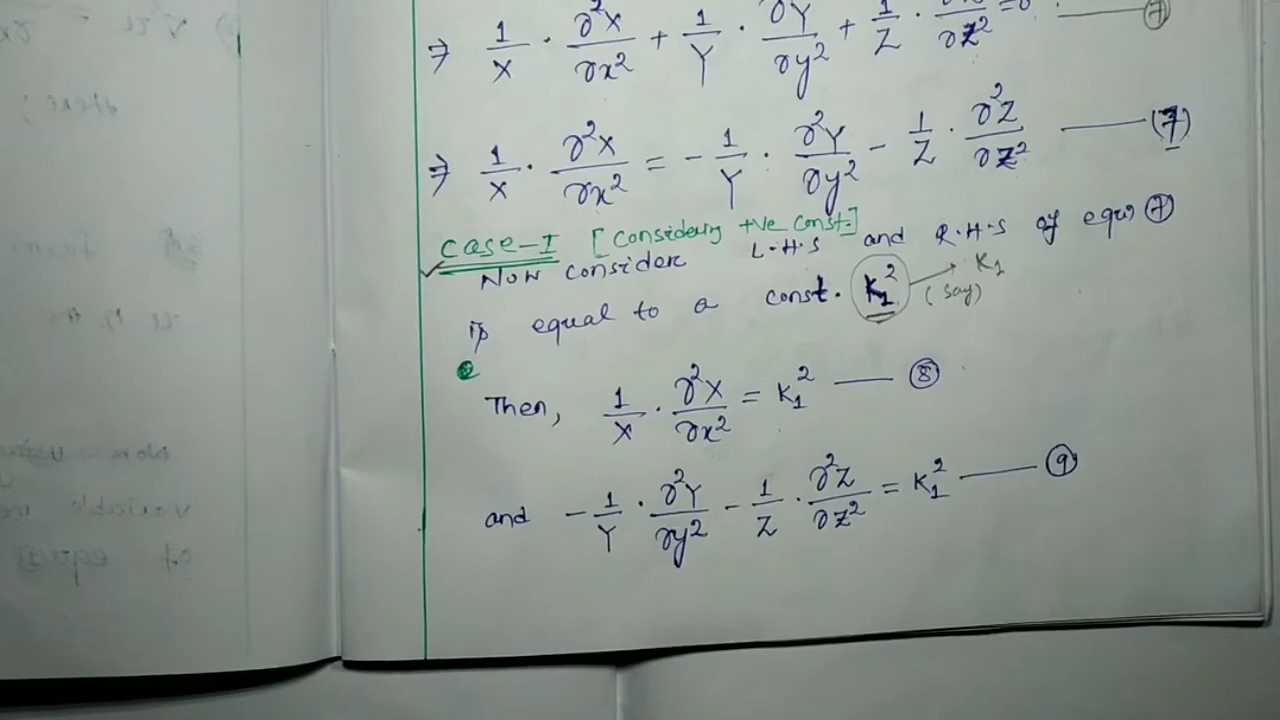 ⇒ 1/X · ∂²X/∂x² + 1/Y · ∂²Y/∂y² + 1/Z · ∂²Z/∂z² = 0 —— (7)
⇒ 1/X · ∂²X/∂x² = - 1/Y · ∂²Y/∂y² - 1/Z · ∂²Z/∂z² —— (7)
Case-I [Considering +ve const.]
Now consider L.H.S and R.H.S of equn (7)
is equal to a const. K₁² (say) → K₁
Then, 1/X · ∂²X/∂x² = K₁² —— (8)
and - 1/Y · ∂²Y/∂y² - 1/Z · ∂²Z/∂z² = K₁² —— (9)